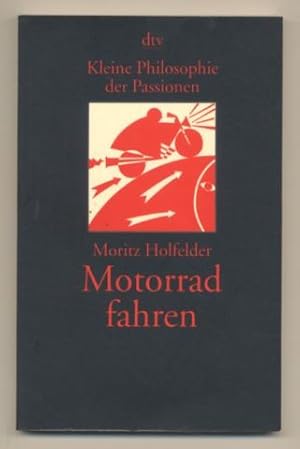 dtv
Kleine Philosophie
der Passionen
Moritz Holfelder
Motorrad
fahren